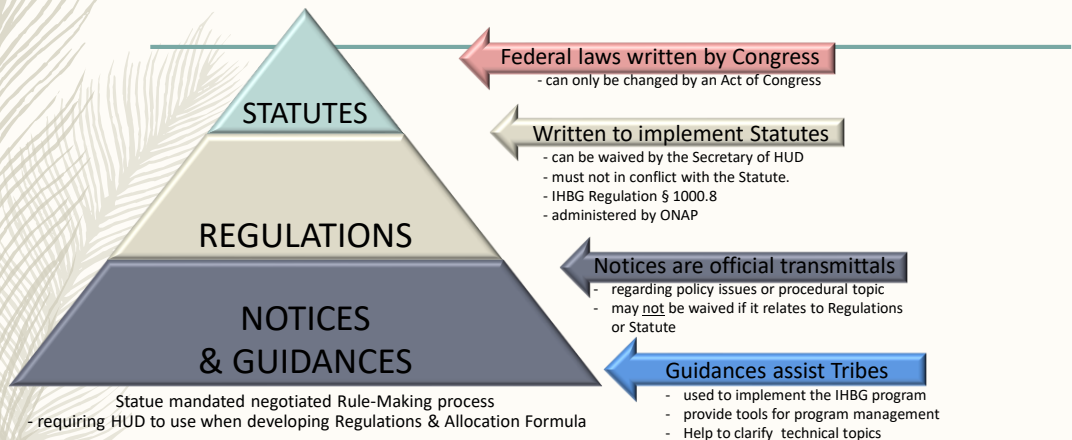 STATUTES
REGULATIONS
NOTICES
& GUIDANCES
Statue mandated negotiated Rule-Making process
- requiring HUD to use when developing Regulations & Allocation Formula
Federal laws written by Congress
- can only be changed by an Act of Congress
Written to implement Statutes
- can be waived by the Secretary of HUD
- must not in conflict with the Statute.
- IHBG Regulation § 1000.8
- administered by ONAP
Notices are official transmittals
- regarding policy issues or procedural topic
- may not be waived if it relates to Regulations
or Statute
Guidances assist Tribes
- used to implement the IHBG program
- provide tools for program management
- Help to clarify technical topics